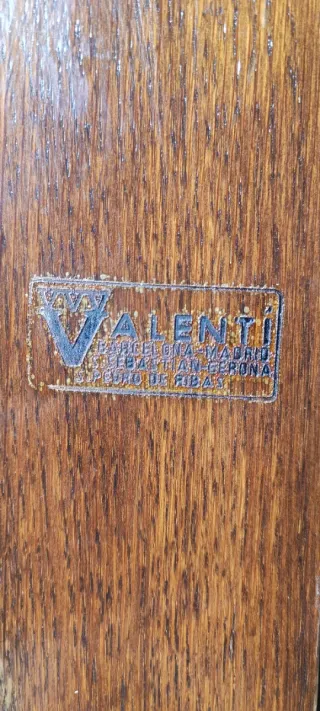 VALENTÍ
BARCELONA-MADRID
S. SEBASTIAN-GERONA
S. PEDRO DE RIBAS